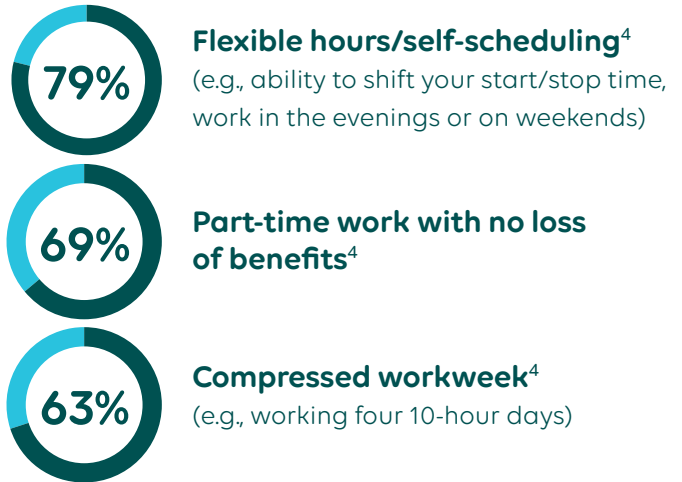 79%
Flexible hours/self-scheduling⁴
(e.g., ability to shift your start/stop time,
work in the evenings or on weekends)
69%
Part-time work with no loss
of benefits⁴
63%
Compressed workweek⁴
(e.g., working four 10-hour days)